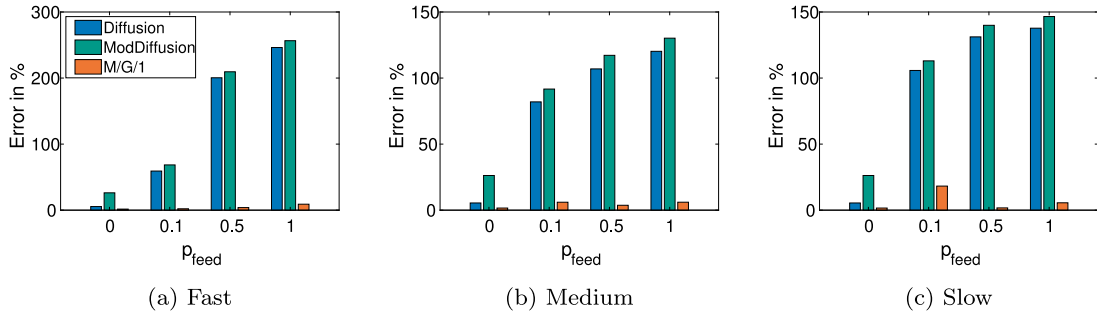 300
200
100
0
Error in %
Diffusion
ModDiffusion
M/G/1
0 0.1 0.5 1
p_feed
(a) Fast
150
100
50
0
Error in %
0 0.1 0.5 1
p_feed
(b) Medium
150
100
50
0
Error in %
0 0.1 0.5 1
p_feed
(c) Slow